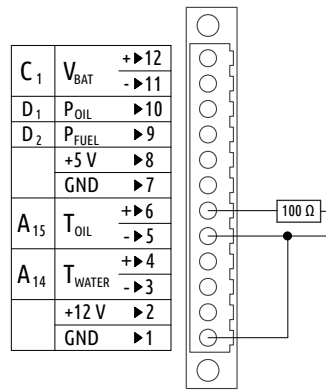 C1 VBAT + ▶ 12
- ▶ 11
D1 POIL ▶ 10
D2 PFUEL ▶ 9
+5 V ▶ 8
GND ▶ 7
A15 TOIL + ▶ 6
- ▶ 5
A14 TWATER + ▶ 4
- ▶ 3
+12 V ▶ 2
GND ▶ 1
100 Ω